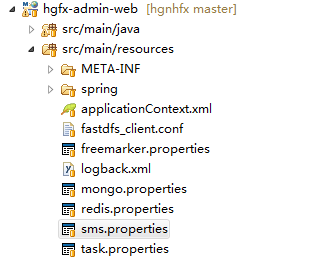 hgfx-admin-web [hgnhfx master]
src/main/java
src/main/resources
META-INF
spring
applicationContext.xml
fastdfs_client.conf
freemarker.properties
logback.xml
mongo.properties
redis.properties
sms.properties
task.properties